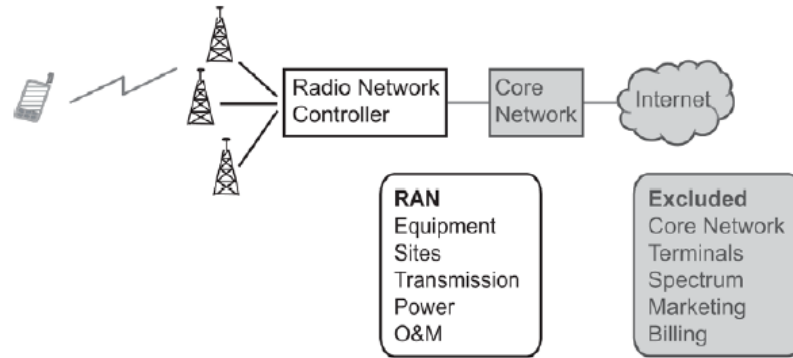 Radio Network
Controller
Core
Network
Internet
RAN
Equipment
Sites
Transmission
Power
O&M
Excluded
Core Network
Terminals
Spectrum
Marketing
Billing